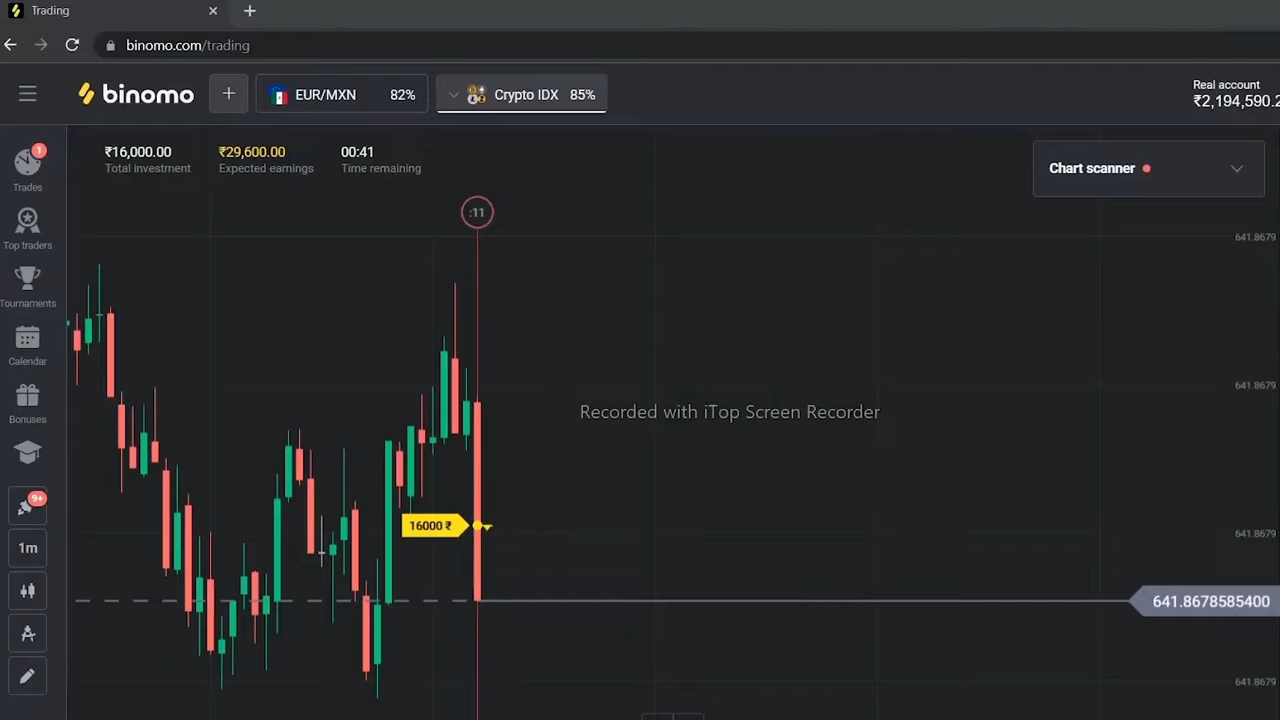 Trading
binomo.com/trading
binomo
EUR/MXN 82%
Crypto IDX 85%
Real account
₹2,194,590.2
1
Trades
Top traders
Tournaments
Calendar
Bonuses
9+
1m
₹16,000.00
Total investment
₹29,600.00
Expected earnings
00:41
Time remaining
Chart scanner
:11
641.8679
641.8679
Recorded with iTop Screen Recorder
16000 ₹
641.8679
641.8678585400
641.8679